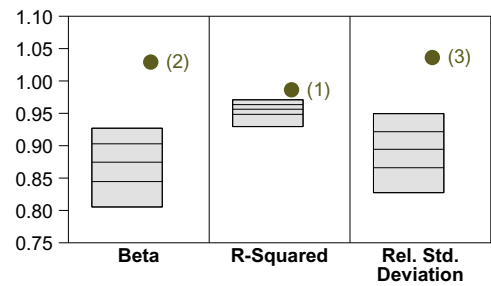 1.10
1.05
1.00
0.95
0.90
0.85
0.80
0.75
(2)
(1)
(3)
Beta
R-Squared
Rel. Std.
Deviation